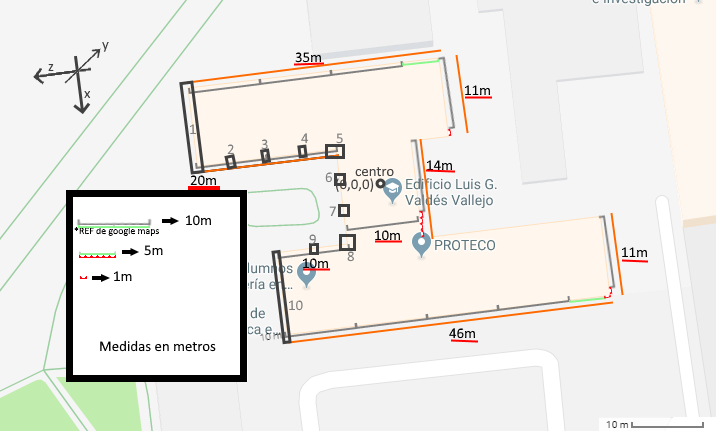 e Investigación
y
z
x
35m
11m
1
2
3
4
5
20m
centro
(0,0,0)
6
14m
Edificio Luis G.
Valdés Vallejo
7
10m
9
8
PROTECO
10m
11m
lumnos
ería en...
10
de
ca e...
10 m
46m
10m
*REF de google maps
5m
1m
Medidas en metros
10 m